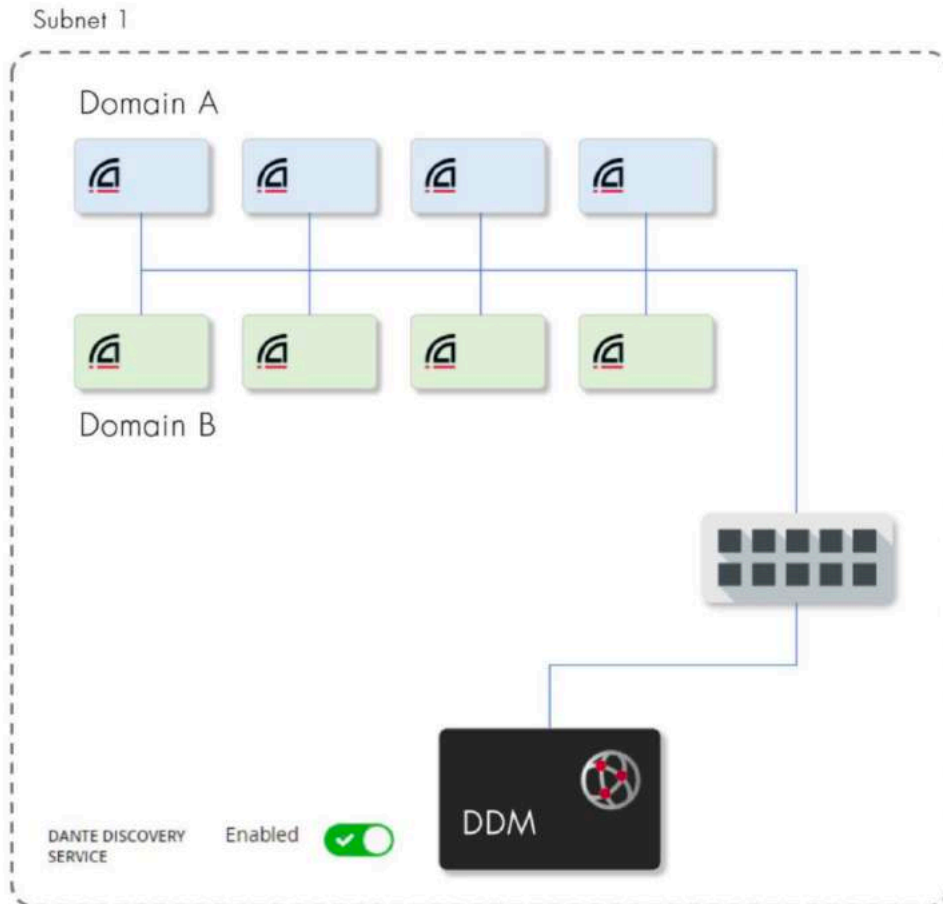 Subnet 1
Domain A
Domain B
DDM
DANTE DISCOVERY
SERVICE
Enabled